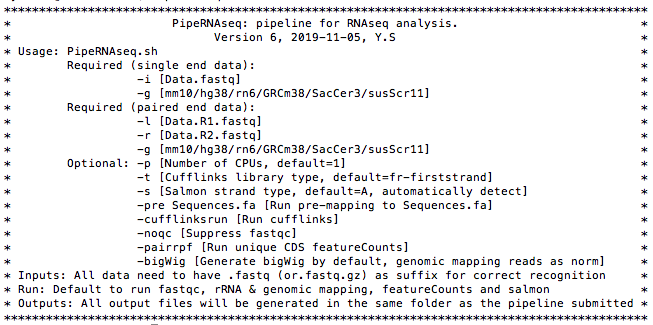 ****************************************************************************************
* PipeRNAseq: pipeline for RNAseq analysis. *
* Version 6, 2019-11-05, Y.S *
* Usage: PipeRNAseq.sh *
* Required (single end data): *
* -i [Data.fastq] *
* -g [mm10/hg38/rn6/GRCm38/SacCer3/susScr11] *
* Required (paired end data): *
* -l [Data.R1.fastq] *
* -r [Data.R2.fastq] *
* -g [mm10/hg38/rn6/GRCm38/SacCer3/susScr11] *
* Optional: -p [Number of CPUs, default=1] *
* -t [Cufflinks library type, default=fr-firststrand] *
* -s [Salmon strand type, default=A, automatically detect] *
* -pre Sequences.fa [Run pre-mapping to Sequences.fa] *
* -cufflinksrun [Run cufflinks] *
* -noqc [Suppress fastqc] *
* -pairrpf [Run unique CDS featureCounts] *
* -bigWig [Generate bigWig by default, genomic mapping reads as norm] *
* Inputs: All data need to have .fastq (or.fastq.gz) as suffix for correct recognition *
* Run: Default to run fastqc, rRNA & genomic mapping, featureCounts and salmon *
* Outputs: All output files will be generated in the same folder as the pipeline submitted *
****************************************************************************************